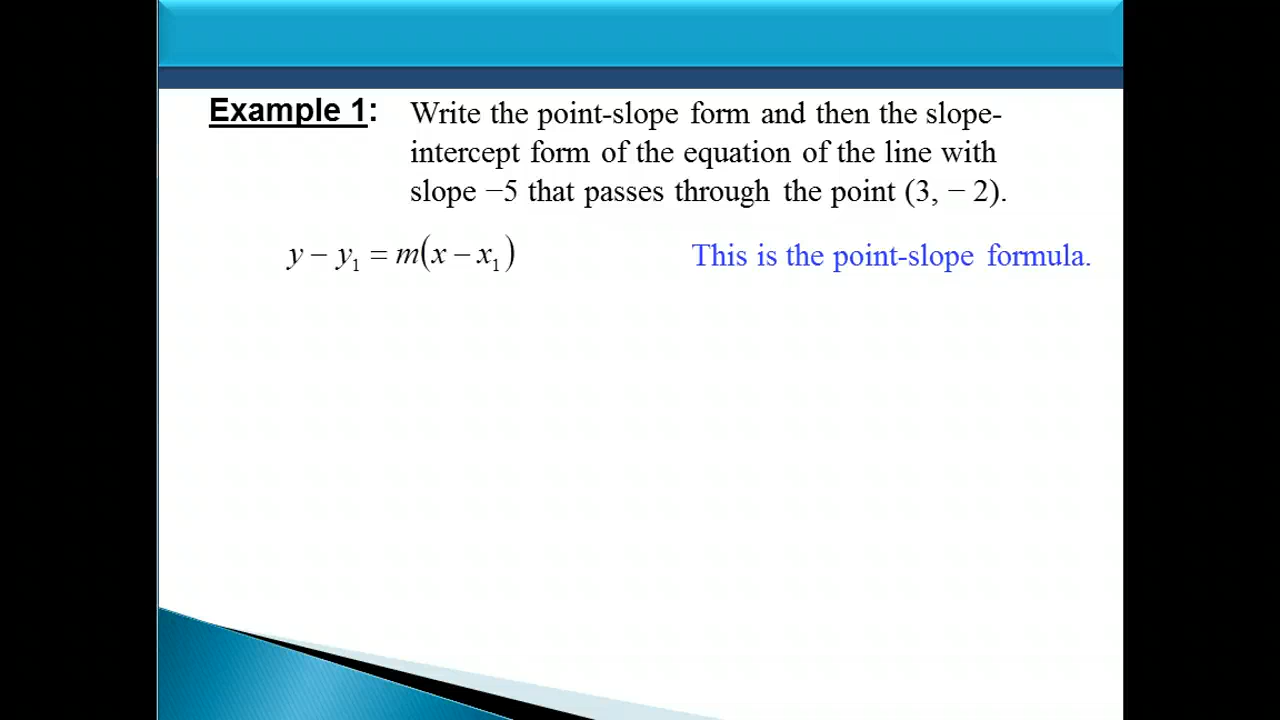 Example 1: Write the point-slope form and then the slope-
intercept form of the equation of the line with
slope −5 that passes through the point (3, − 2).
y − y₁ = m(x − x₁) This is the point-slope formula.